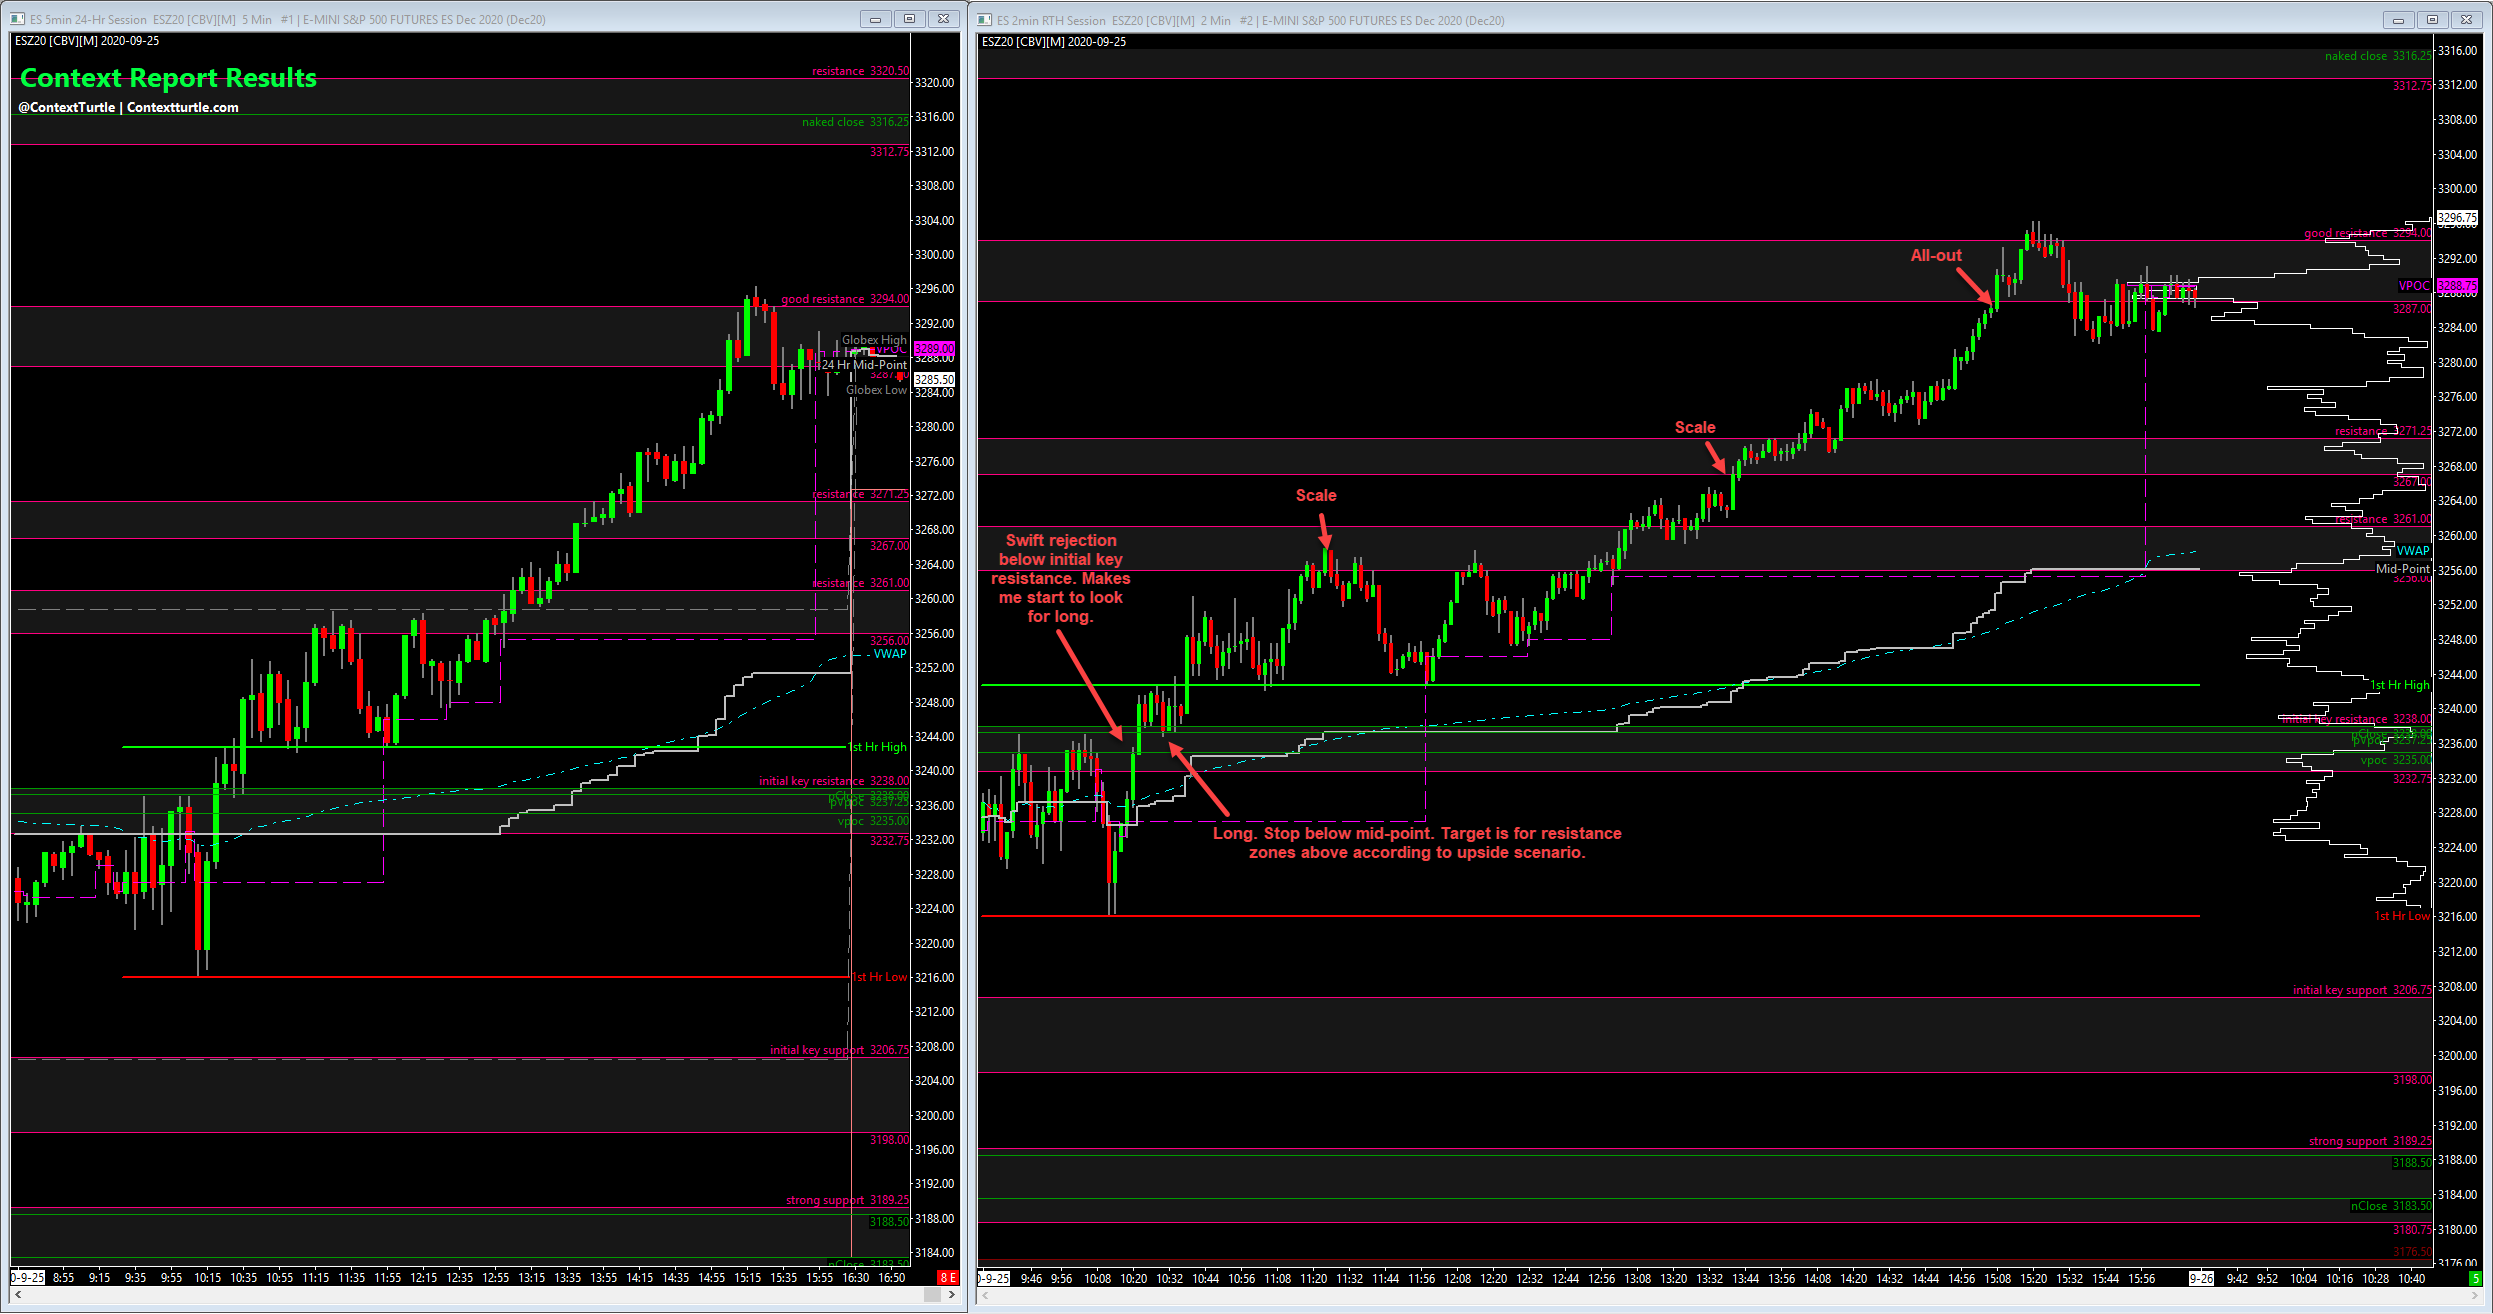 ES 5min 24-Hr Session ESZ20 [CBV][M] 5 Min #1 | E-MINI S&P 500 FUTURES ES Dec 2020 (Dec20)
ESZ20 [CBV][M] 2020-09-25
Context Report Results
@ContextTurtle | Contextturtle.com
resistance 3320.50
naked close 3316.25
3312.75
good resistance 3294.00
Globex High
VPOC
24 Hr Mid-Point
Globex Low
resistance 3271.25
3267.00
resistance 3261.00
3256.00
VWAP
1st Hr High
initial key resistance 3238.00
pVpoc 3237.25
vpoc 3235.00
3232.75
1st Hr Low
initial key support 3206.75
3198.00
strong support 3189.25
3188.50
nClose 3183.50
3320.00
3316.00
3312.00
3308.00
3304.00
3300.00
3296.00
3292.00
3289.00
3288.00
3285.50
3284.00
3280.00
3276.00
3272.00
3268.00
3264.00
3260.00
3256.00
3252.00
3248.00
3244.00
3240.00
3236.00
3232.00
3228.00
3224.00
3220.00
3216.00
3212.00
3208.00
3204.00
3200.00
3196.00
3192.00
3188.00
3184.00
0-9-25 8:55 9:15 9:35 9:55 10:15 10:35 10:55 11:15 11:35 11:55 12:15 12:35 12:55 13:15 13:35 13:55 14:15 14:35 14:55 15:15 15:35 15:55 16:30 16:50 8 E
ES 2min RTH Session ESZ20 [CBV][M] 2 Min #2 | E-MINI S&P 500 FUTURES ES Dec 2020 (Dec20)
ESZ20 [CBV][M] 2020-09-25
naked close 3316.25
3312.75
good resistance 3294.00
All-out
VPOC
3287.00
Scale
resistance 3271.25
3267.00
Scale
resistance 3261.00
Swift rejection
below initial key
resistance. Makes
me start to look
for long.
VWAP
Mid-Point
3256.00
1st Hr High
initial key resistance 3238.00
pVpoc 3237.25
vpoc 3235.00
3232.75
Long. Stop below mid-point. Target is for resistance
zones above according to upside scenario.
1st Hr Low
initial key support 3206.75
3198.00
strong support 3189.25
3188.50
nClose 3183.50
3180.75
3176.50
3316.00
3312.00
3308.00
3304.00
3300.00
3296.75
3292.00
3288.75
3284.00
3280.00
3276.00
3272.00
3268.00
3264.00
3260.00
3256.00
3252.00
3248.00
3244.00
3240.00
3236.00
3232.00
3228.00
3224.00
3220.00
3216.00
3212.00
3208.00
3204.00
3200.00
3196.00
3192.00
3188.00
3184.00
3180.00
3176.00
0-9-25 9:46 9:56 10:08 10:20 10:32 10:44 10:56 11:08 11:20 11:32 11:44 11:56 12:08 12:20 12:32 12:44 12:56 13:08 13:20 13:32 13:44 13:56 14:08 14:20 14:32 14:44 14:56 15:08 15:20 15:32 15:44 15:56 9-26 9:42 9:52 10:04 10:16 10:28 10:40 5